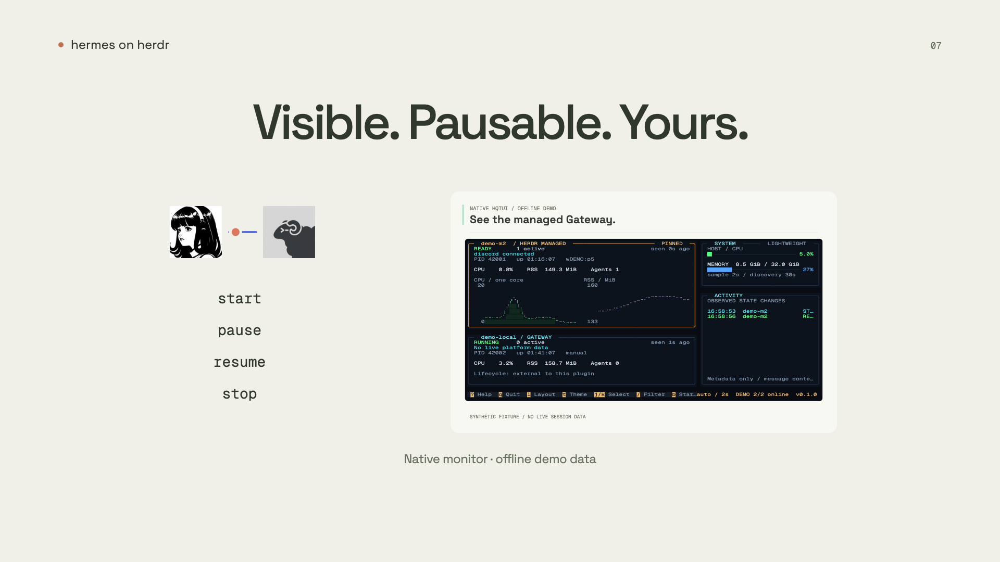 hermes on herdr
07
Visible. Pausable. Yours.
start
pause
resume
stop
NATIVE HQTUI / OFFLINE DEMO
See the managed Gateway.
demo-m2 / HERDR MANAGED PINNED
READY 1 active seen 0s ago
discord connected
PID 42001 up 01:16:07 wDEMO:p5
CPU 0.8% RSS 149.3 MiB Agents 1
CPU / one core RSS / MiB
20 160
0 133
demo-local / GATEWAY
RUNNING 0 active seen 1s ago
No live platform data
PID 42002 up 01:41:07 manual
CPU 3.2% RSS 158.7 MiB Agents 0
Lifecycle: external to this plugin
SYSTEM LIGHTWEIGHT
HOST / CPU
5.0%
MEMORY 8.5 GiB / 32.0 GiB
27%
sample 2s / discovery 30s
ACTIVITY
OBSERVED STATE CHANGES
16:58:53 demo-m2 ST…
16:58:56 demo-m2 RE…
Metadata only / message conte…
? Help q Quit l Layout t Theme j/k Select / Filter b Star…auto / 2s DEMO 2/2 online v0.1.0
SYNTHETIC FIXTURE / NO LIVE SESSION DATA
Native monitor · offline demo data